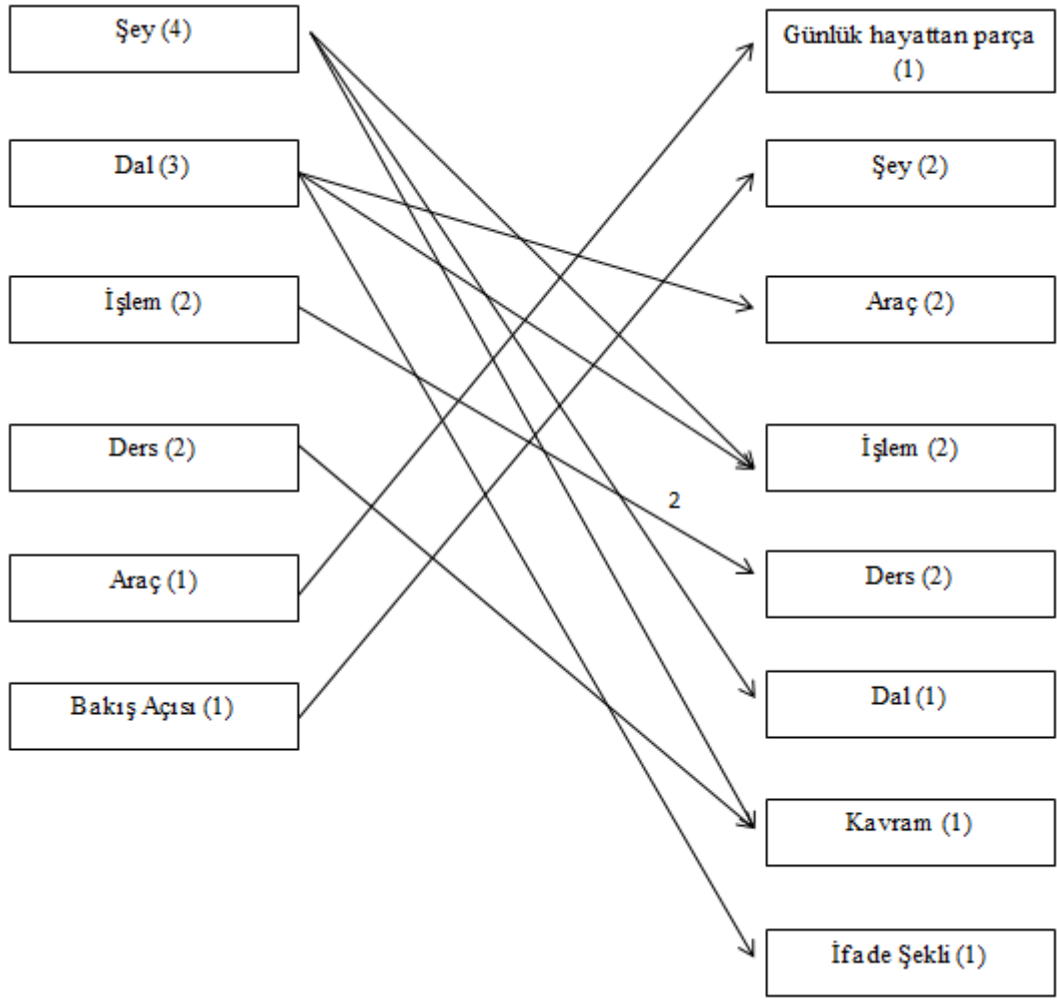 Şey (4)
Dal (3)
İşlem (2)
Ders (2)
Araç (1)
Bakış Açısı (1)
2
Günlük hayattan parça
(1)
Şey (2)
Araç (2)
İşlem (2)
Ders (2)
Dal (1)
Kavram (1)
İfade Şekli (1)